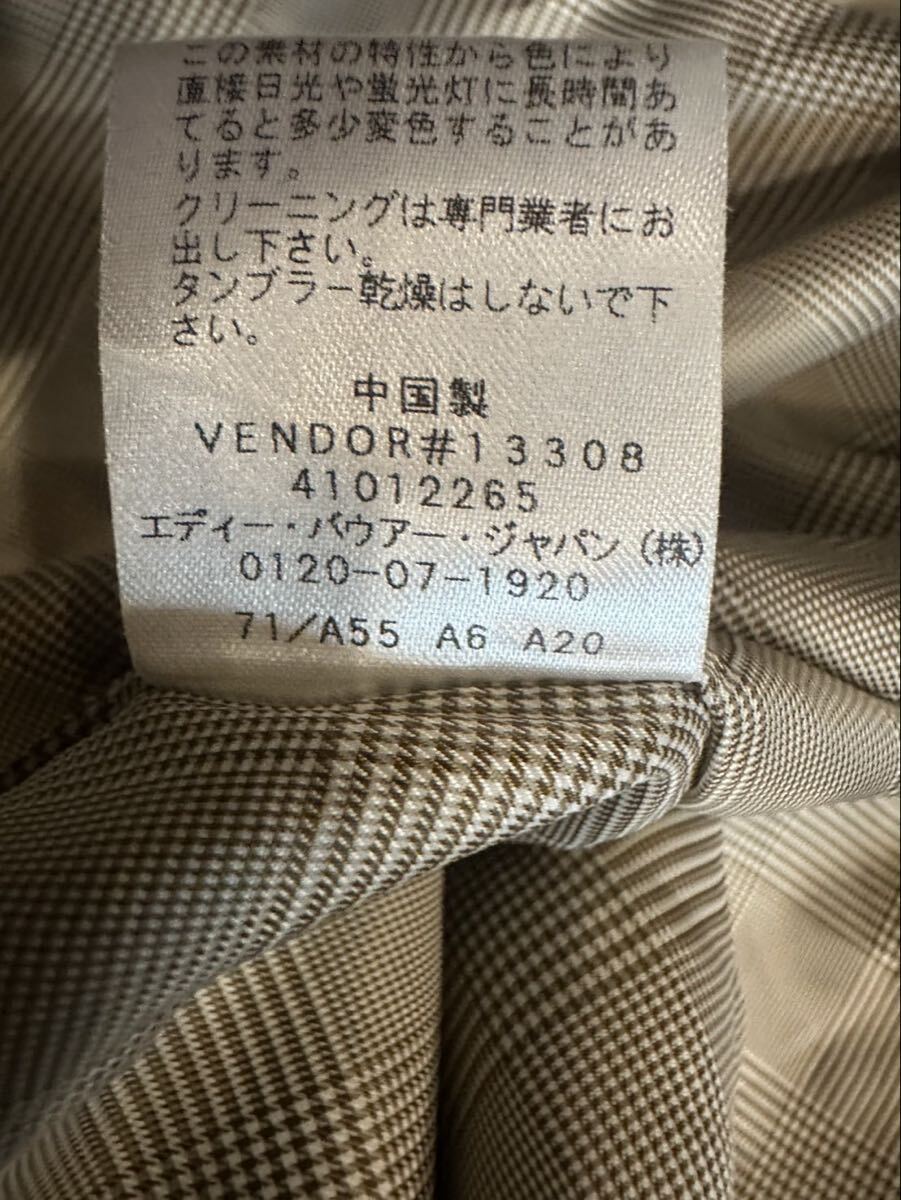 この素材の特性から色により
直接日光や蛍光灯に長時間あ
てると多少変色することがあ
ります。
クリーニングは専門業者にお
出し下さい。
タンブラー乾燥はしないで下
さい。
中国製
VENDOR#13308
41012265
エディー・バウアー・ジャパン（株）
0120-07-1920
71/A55 A6 A20